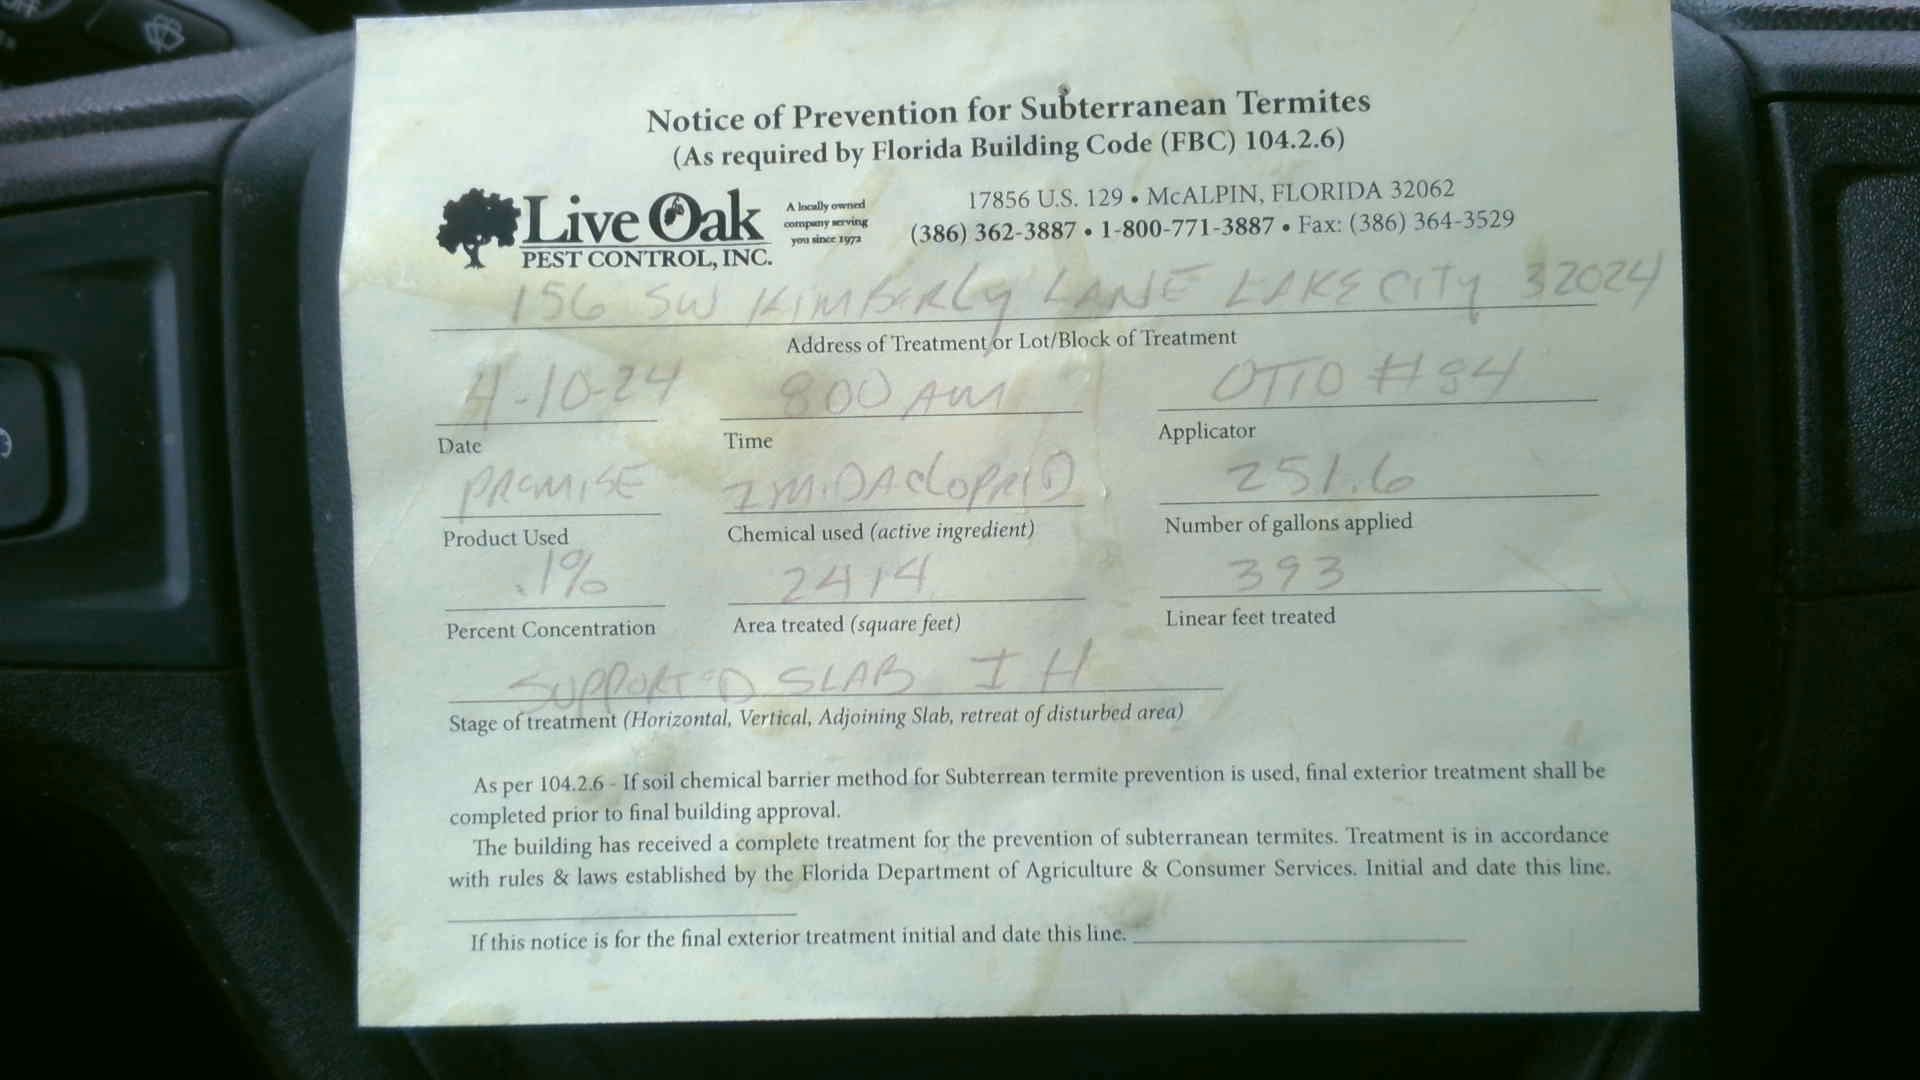 Notice of Prevention for Subterranean Termites
(As required by Florida Building Code (FBC) 104.2.6)
Live Oak
PEST CONTROL, INC.
A locally owned
company serving
you since 1972
17856 U.S. 129 • McALPIN, FLORIDA 32062
(386) 362-3887 • 1-800-771-3887 • Fax: (386) 364-3529
156 SW KIMBERLY LANE LAKE CITY 32024
Address of Treatment or Lot/Block of Treatment
4-10-24 800 AM OTTO #84
Date Time Applicator
PROMISE IMIDACLOPRID 251.6
Product Used Chemical used (active ingredient) Number of gallons applied
.1% 2414 393
Percent Concentration Area treated (square feet) Linear feet treated
SUPPORTED SLAB I H
Stage of treatment (Horizontal, Vertical, Adjoining Slab, retreat of disturbed area)
As per 104.2.6 - If soil chemical barrier method for Subterrean termite prevention is used, final exterior treatment shall be
completed prior to final building approval.
The building has received a complete treatment for the prevention of subterranean termites. Treatment is in accordance
with rules & laws established by the Florida Department of Agriculture & Consumer Services. Initial and date this line.
If this notice is for the final exterior treatment initial and date this line.